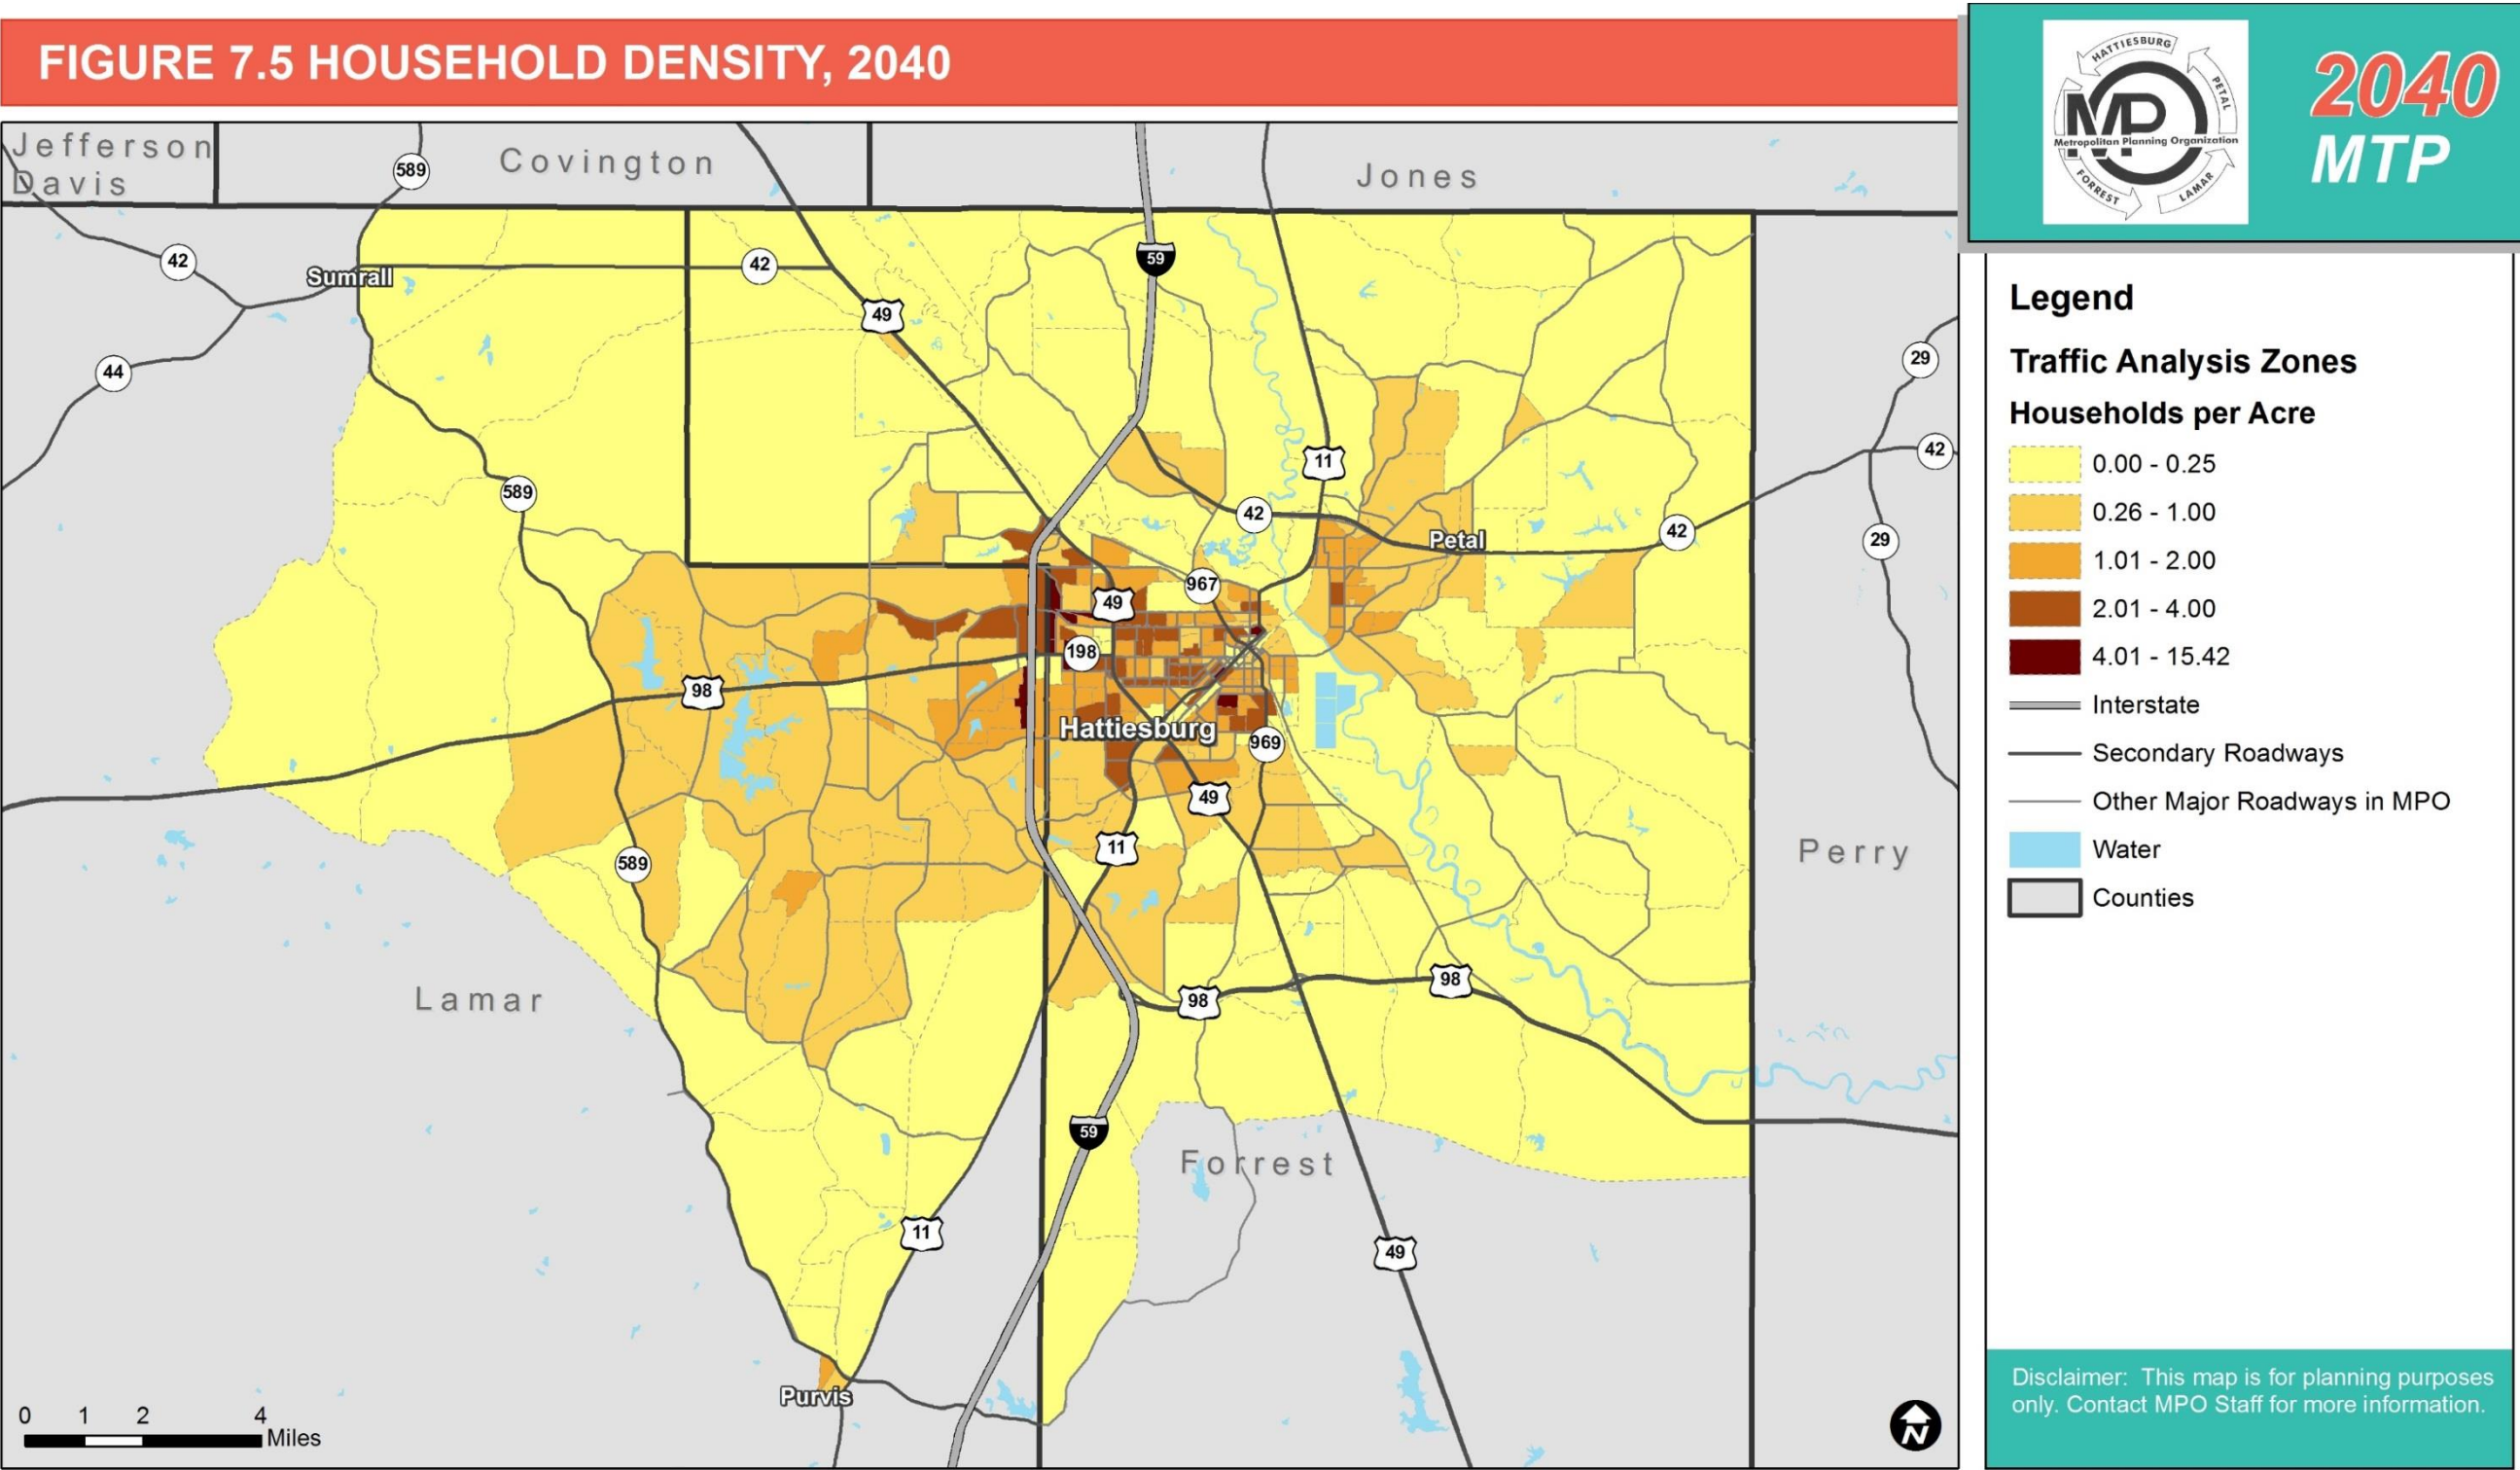 FIGURE 7.5 HOUSEHOLD DENSITY, 2040
HATTIESBURG
PETAL
LAMAR
FORREST
MP
Metropolitan Planning Organization
2040
MTP
Jefferson
Davis
Covington
Jones
589
42
Sumrall
42
59
49
44
29
42
11
589
42
Petal
42
29
967
49
198
98
Hattiesburg
969
49
11
589
Perry
Lamar
98
98
59
Forrest
11
49
Purvis
0 1 2 4
Miles
N
Legend
Traffic Analysis Zones
Households per Acre
0.00 - 0.25
0.26 - 1.00
1.01 - 2.00
2.01 - 4.00
4.01 - 15.42
Interstate
Secondary Roadways
Other Major Roadways in MPO
Water
Counties
Disclaimer: This map is for planning purposes
only. Contact MPO Staff for more information.